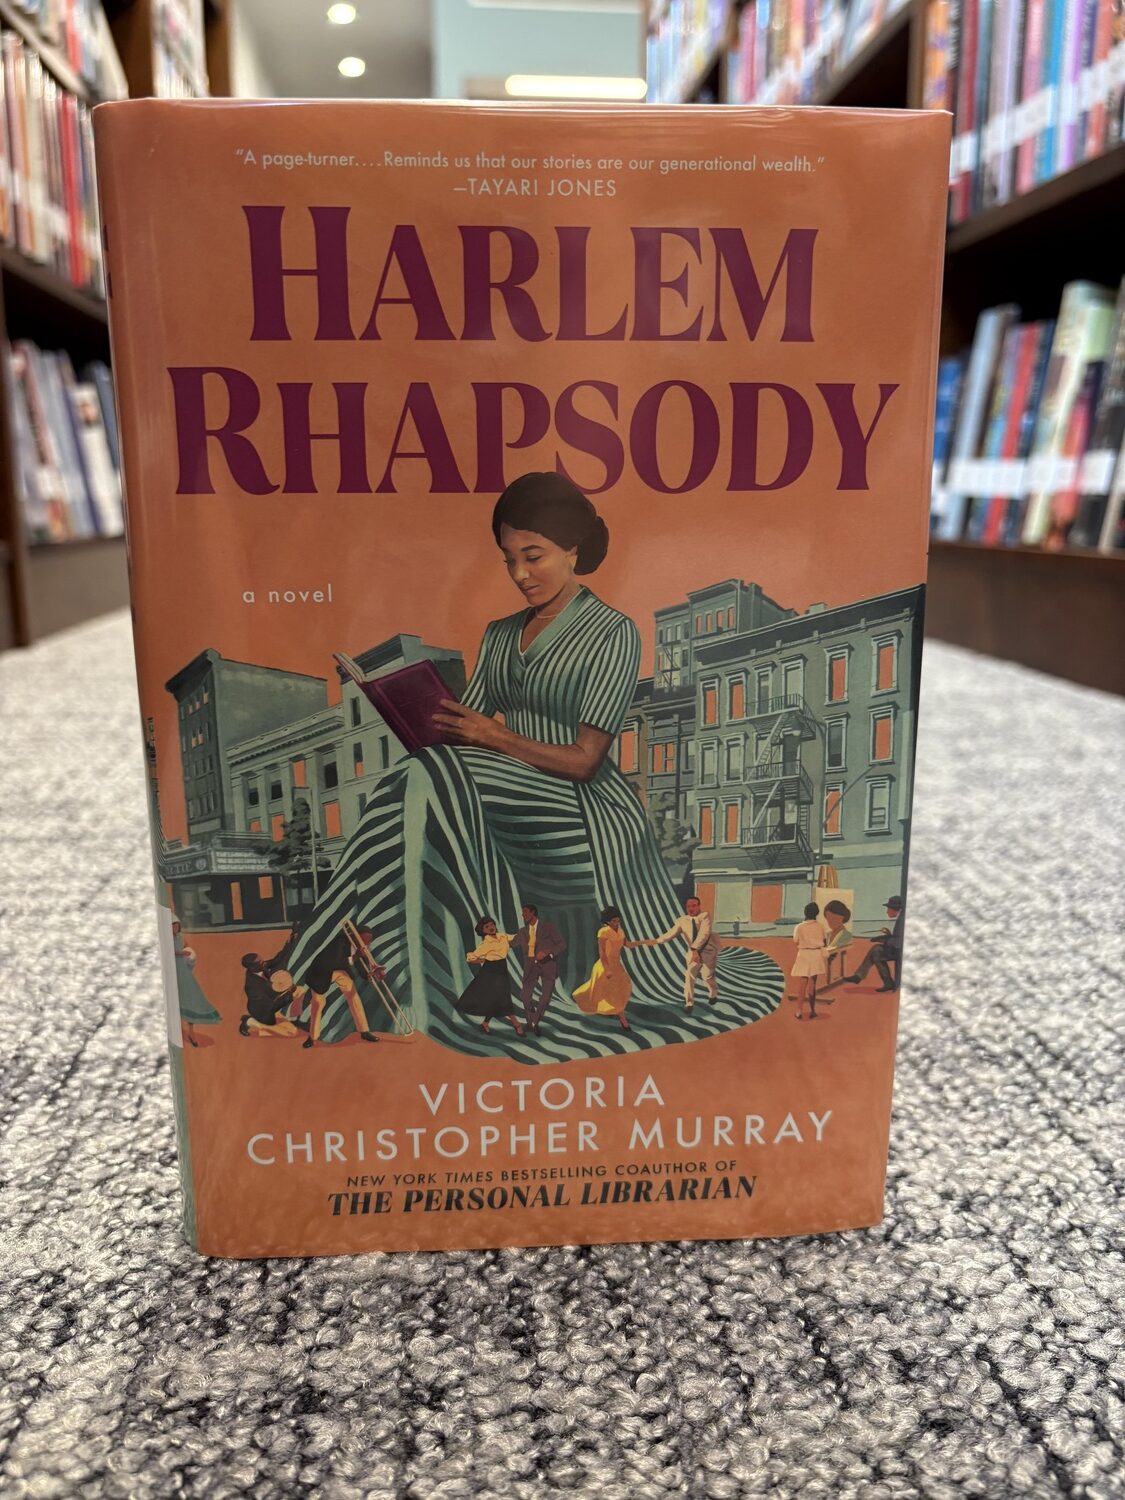 “A page-turner....Reminds us that our stories are our generational wealth.”
—TAYARI JONES
HARLEM
RHAPSODY
a novel
VICTORIA
CHRISTOPHER MURRAY
NEW YORK TIMES BESTSELLING COAUTHOR OF
THE PERSONAL LIBRARIAN